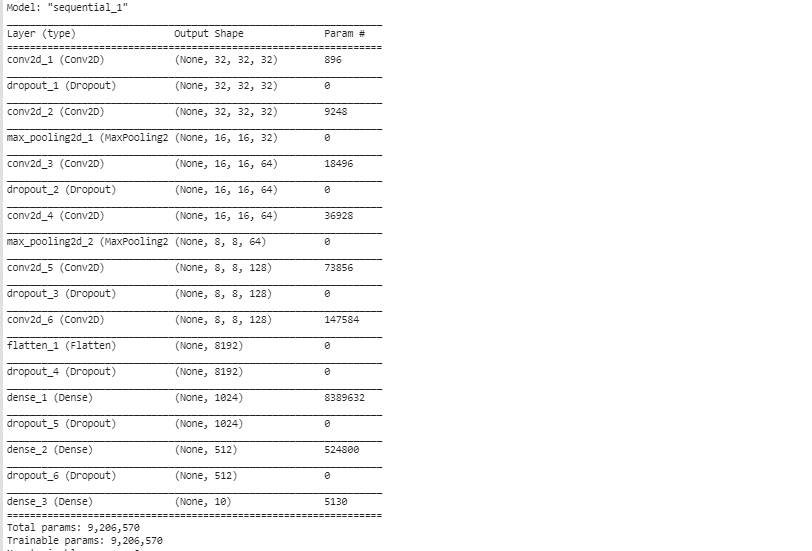 Model: "sequential_1"
Layer (type) Output Shape Param #
conv2d_1 (Conv2D) (None, 32, 32, 32) 896
dropout_1 (Dropout) (None, 32, 32, 32) 0
conv2d_2 (Conv2D) (None, 32, 32, 32) 9248
max_pooling2d_1 (MaxPooling2 (None, 16, 16, 32) 0
conv2d_3 (Conv2D) (None, 16, 16, 64) 18496
dropout_2 (Dropout) (None, 16, 16, 64) 0
conv2d_4 (Conv2D) (None, 16, 16, 64) 36928
max_pooling2d_2 (MaxPooling2 (None, 8, 8, 64) 0
conv2d_5 (Conv2D) (None, 8, 8, 128) 73856
dropout_3 (Dropout) (None, 8, 8, 128) 0
conv2d_6 (Conv2D) (None, 8, 8, 128) 147584
flatten_1 (Flatten) (None, 8192) 0
dropout_4 (Dropout) (None, 8192) 0
dense_1 (Dense) (None, 1024) 8389632
dropout_5 (Dropout) (None, 1024) 0
dense_2 (Dense) (None, 512) 524800
dropout_6 (Dropout) (None, 512) 0
dense_3 (Dense) (None, 10) 5130
Total params: 9,206,570
Trainable params: 9,206,570